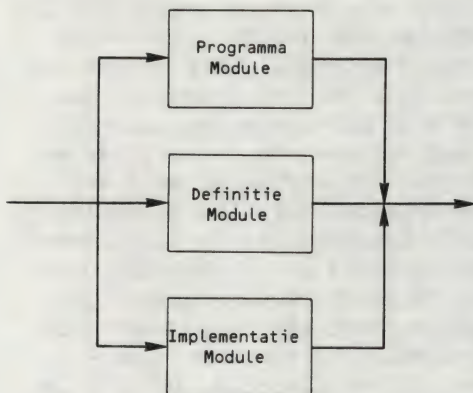 Programma
Module
Definitie
Module
Implementatie
Module